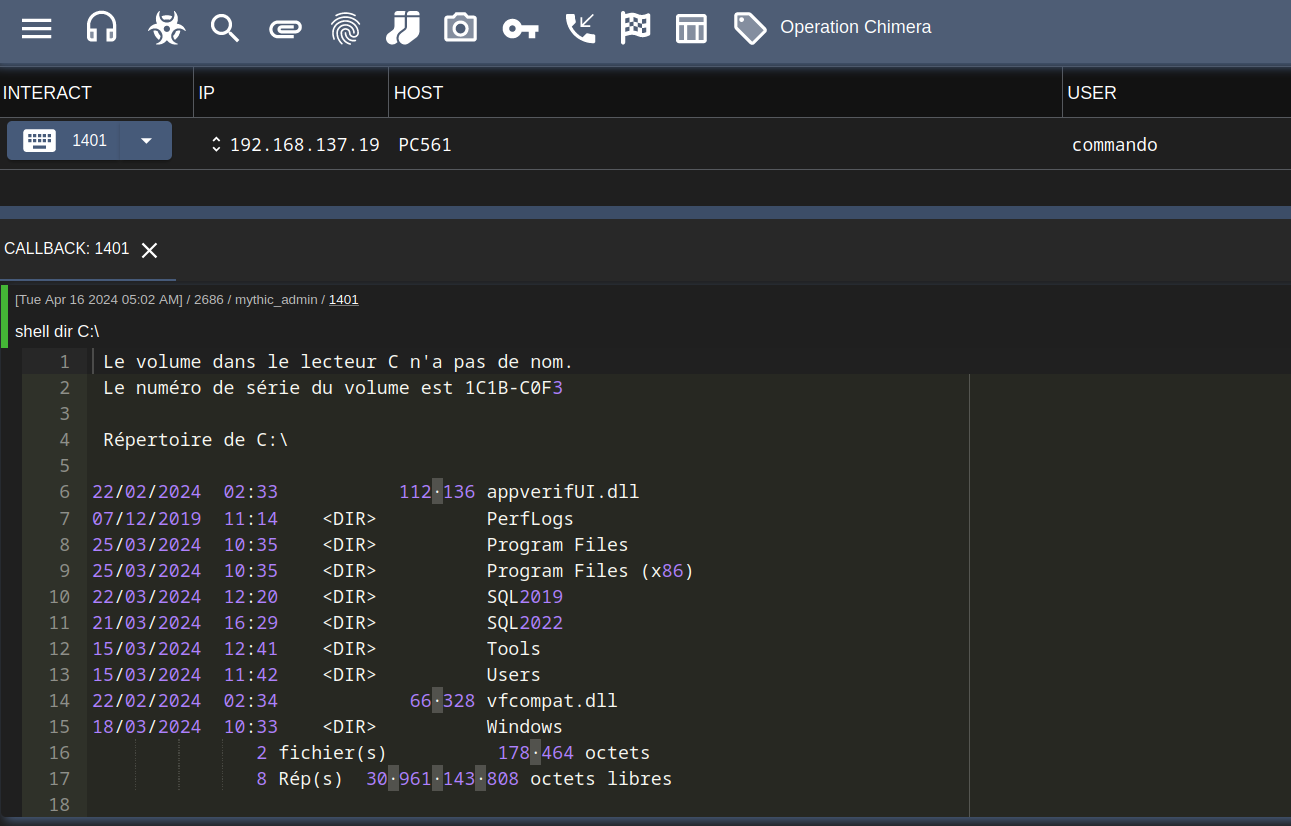 Operation Chimera
INTERACT IP HOST USER
1401 192.168.137.19 PC561 commando
CALLBACK: 1401
[Tue Apr 16 2024 05:02 AM] / 2686 / mythic_admin / 1401
shell dir C:\
1 Le volume dans le lecteur C n'a pas de nom.
2 Le numéro de série du volume est 1C1B-C0F3
3
4 Répertoire de C:\
5
6 22/02/2024 02:33 112·136 appverifUI.dll
7 07/12/2019 11:14 <DIR> PerfLogs
8 25/03/2024 10:35 <DIR> Program Files
9 25/03/2024 10:35 <DIR> Program Files (x86)
10 22/03/2024 12:20 <DIR> SQL2019
11 21/03/2024 16:29 <DIR> SQL2022
12 15/03/2024 12:41 <DIR> Tools
13 15/03/2024 11:42 <DIR> Users
14 22/02/2024 02:34 66·328 vfcompat.dll
15 18/03/2024 10:33 <DIR> Windows
16 2 fichier(s) 178·464 octets
17 8 Rép(s) 30·961·143·808 octets libres
18